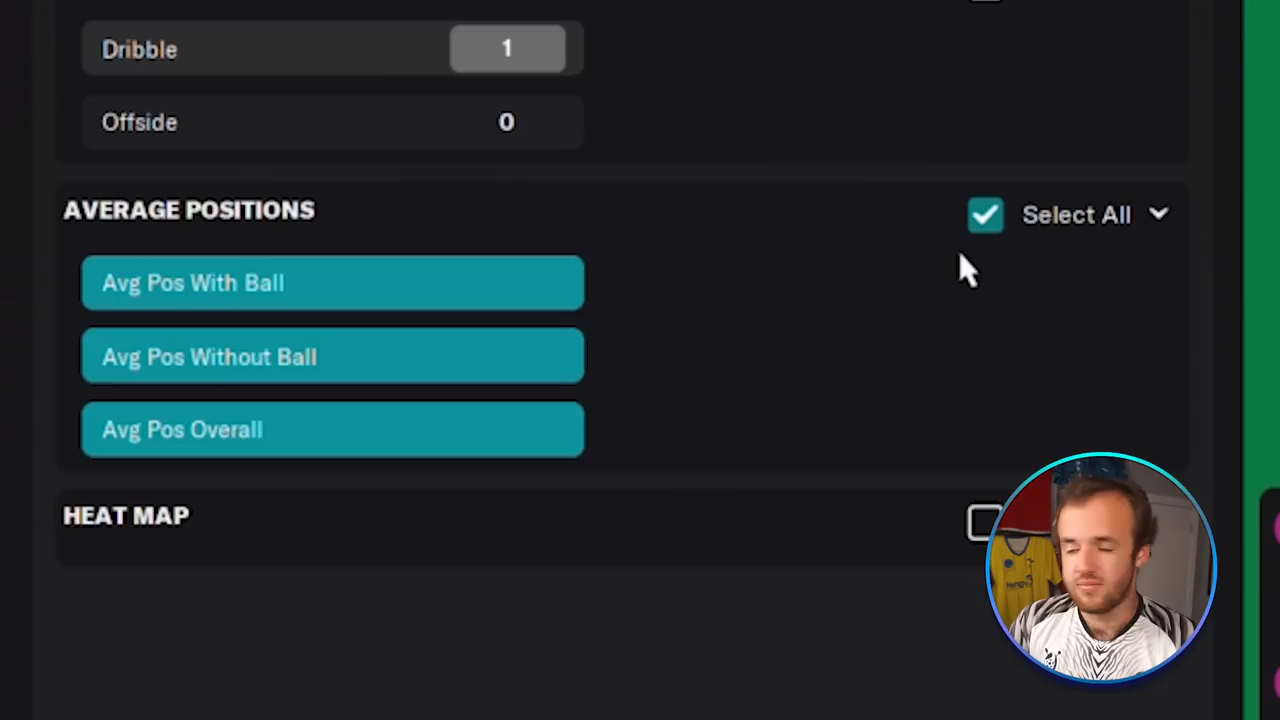 Dribble 1
Offside 0
AVERAGE POSITIONS Select All
Avg Pos With Ball
Avg Pos Without Ball
Avg Pos Overall
HEAT MAP